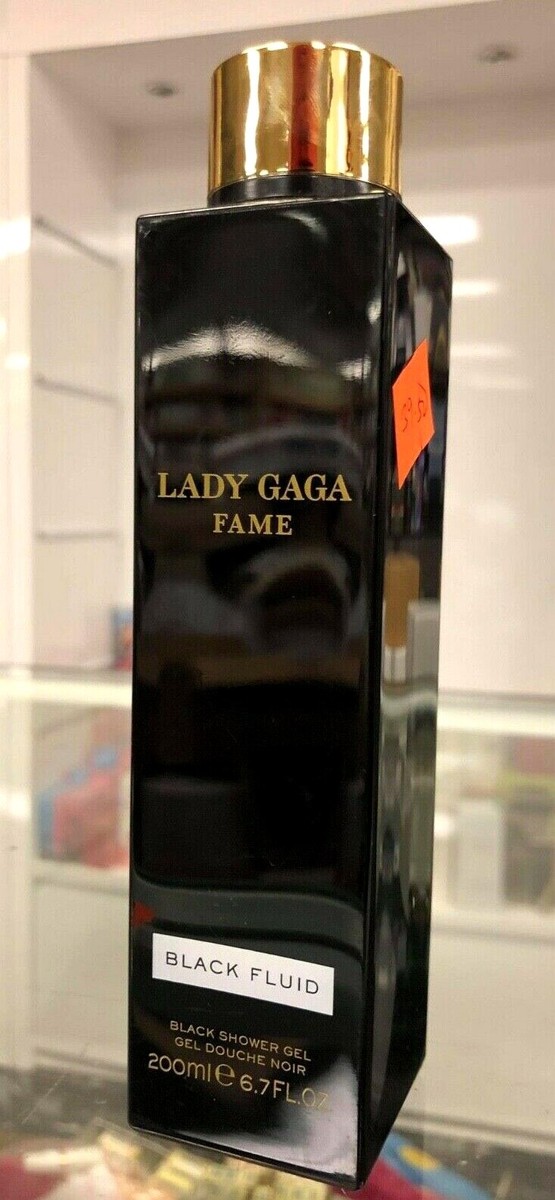 LADY GAGA
FAME
BLACK FLUID
BLACK SHOWER GEL
GEL DOUCHE NOIR
200ml e 6.7FL.OZ